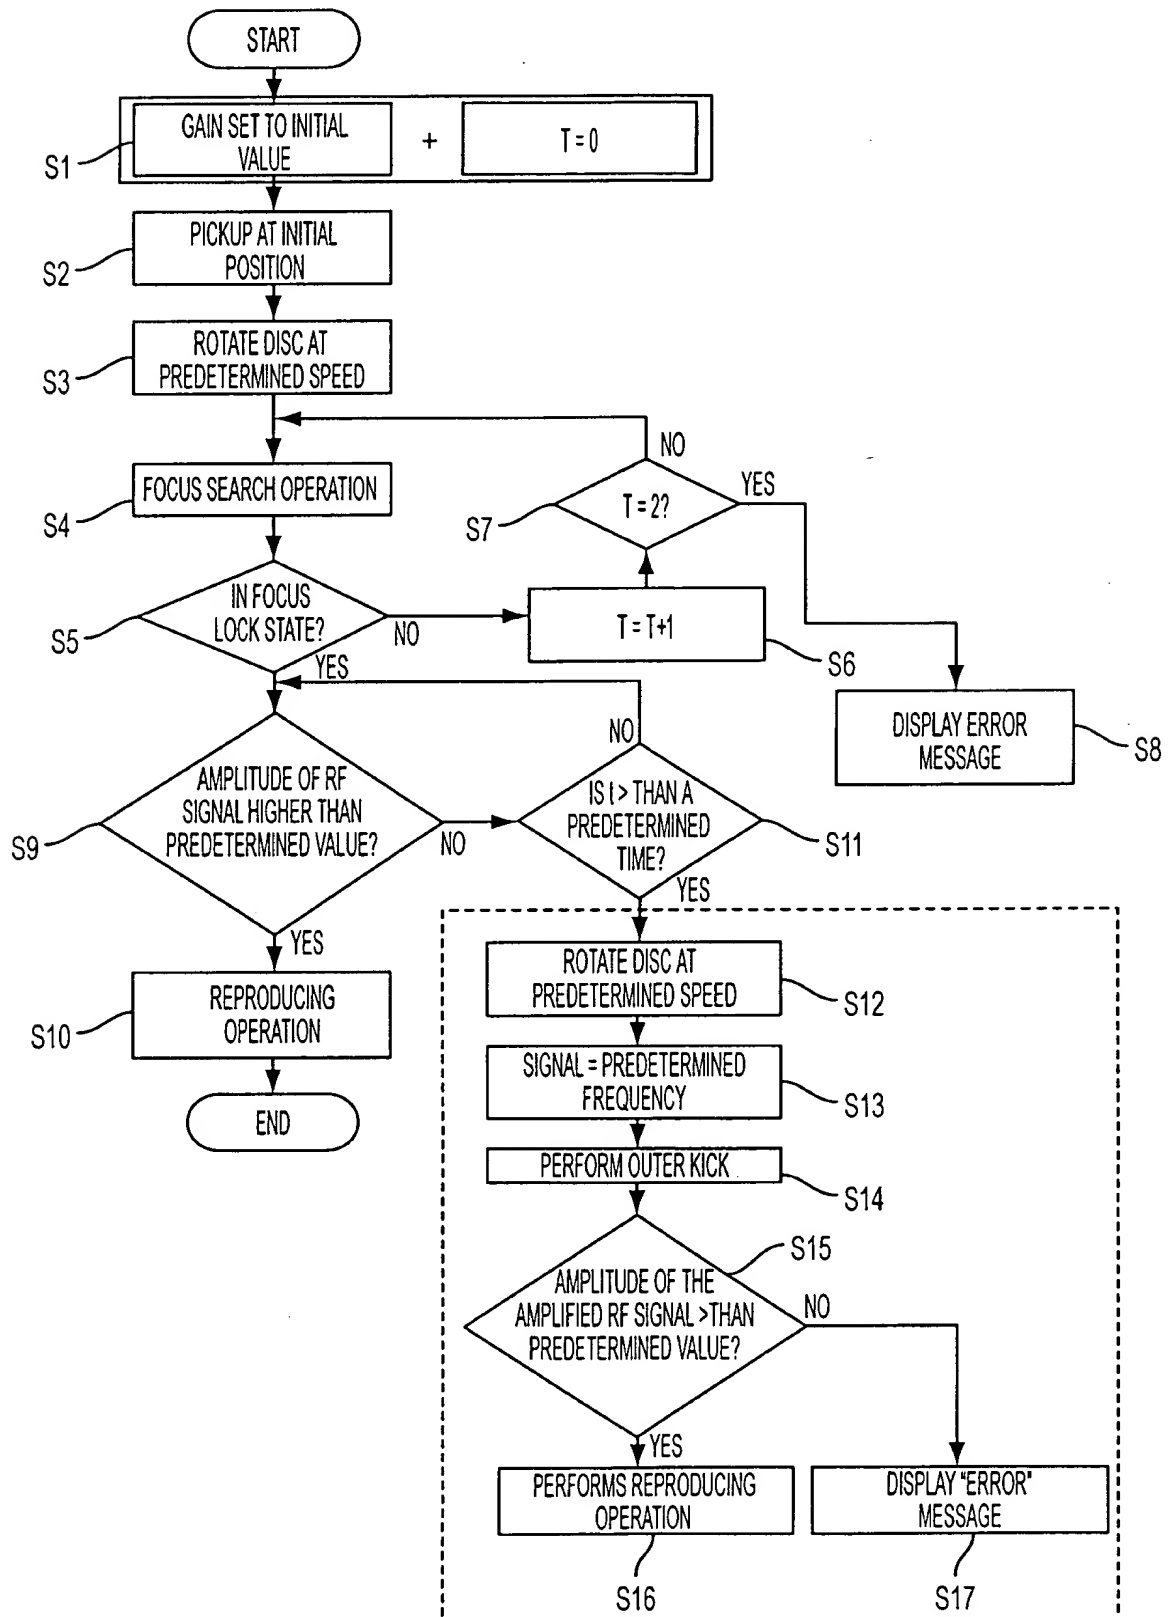 START
GAIN SET TO INITIAL
VALUE
+
T = 0
S1
PICKUP AT INITIAL
POSITION
S2
ROTATE DISC AT
PREDETERMINED SPEED
S3
NO
FOCUS SEARCH OPERATION
S4
T = 2?
YES
S7
IN FOCUS
LOCK STATE?
S5
NO
T = T+1
S6
YES
DISPLAY ERROR
MESSAGE
S8
NO
AMPLITUDE OF RF
SIGNAL HIGHER THAN
PREDETERMINED VALUE?
S9
NO
IS t > THAN A
PREDETERMINED
TIME?
S11
YES
YES
REPRODUCING
OPERATION
S10
END
ROTATE DISC AT
PREDETERMINED SPEED
S12
SIGNAL = PREDETERMINED
FREQUENCY
S13
PERFORM OUTER KICK
S14
S15
AMPLITUDE OF THE
AMPLIFIED RF SIGNAL >THAN
PREDETERMINED VALUE?
NO
YES
PERFORMS REPRODUCING
OPERATION
S16
DISPLAY "ERROR"
MESSAGE
S17